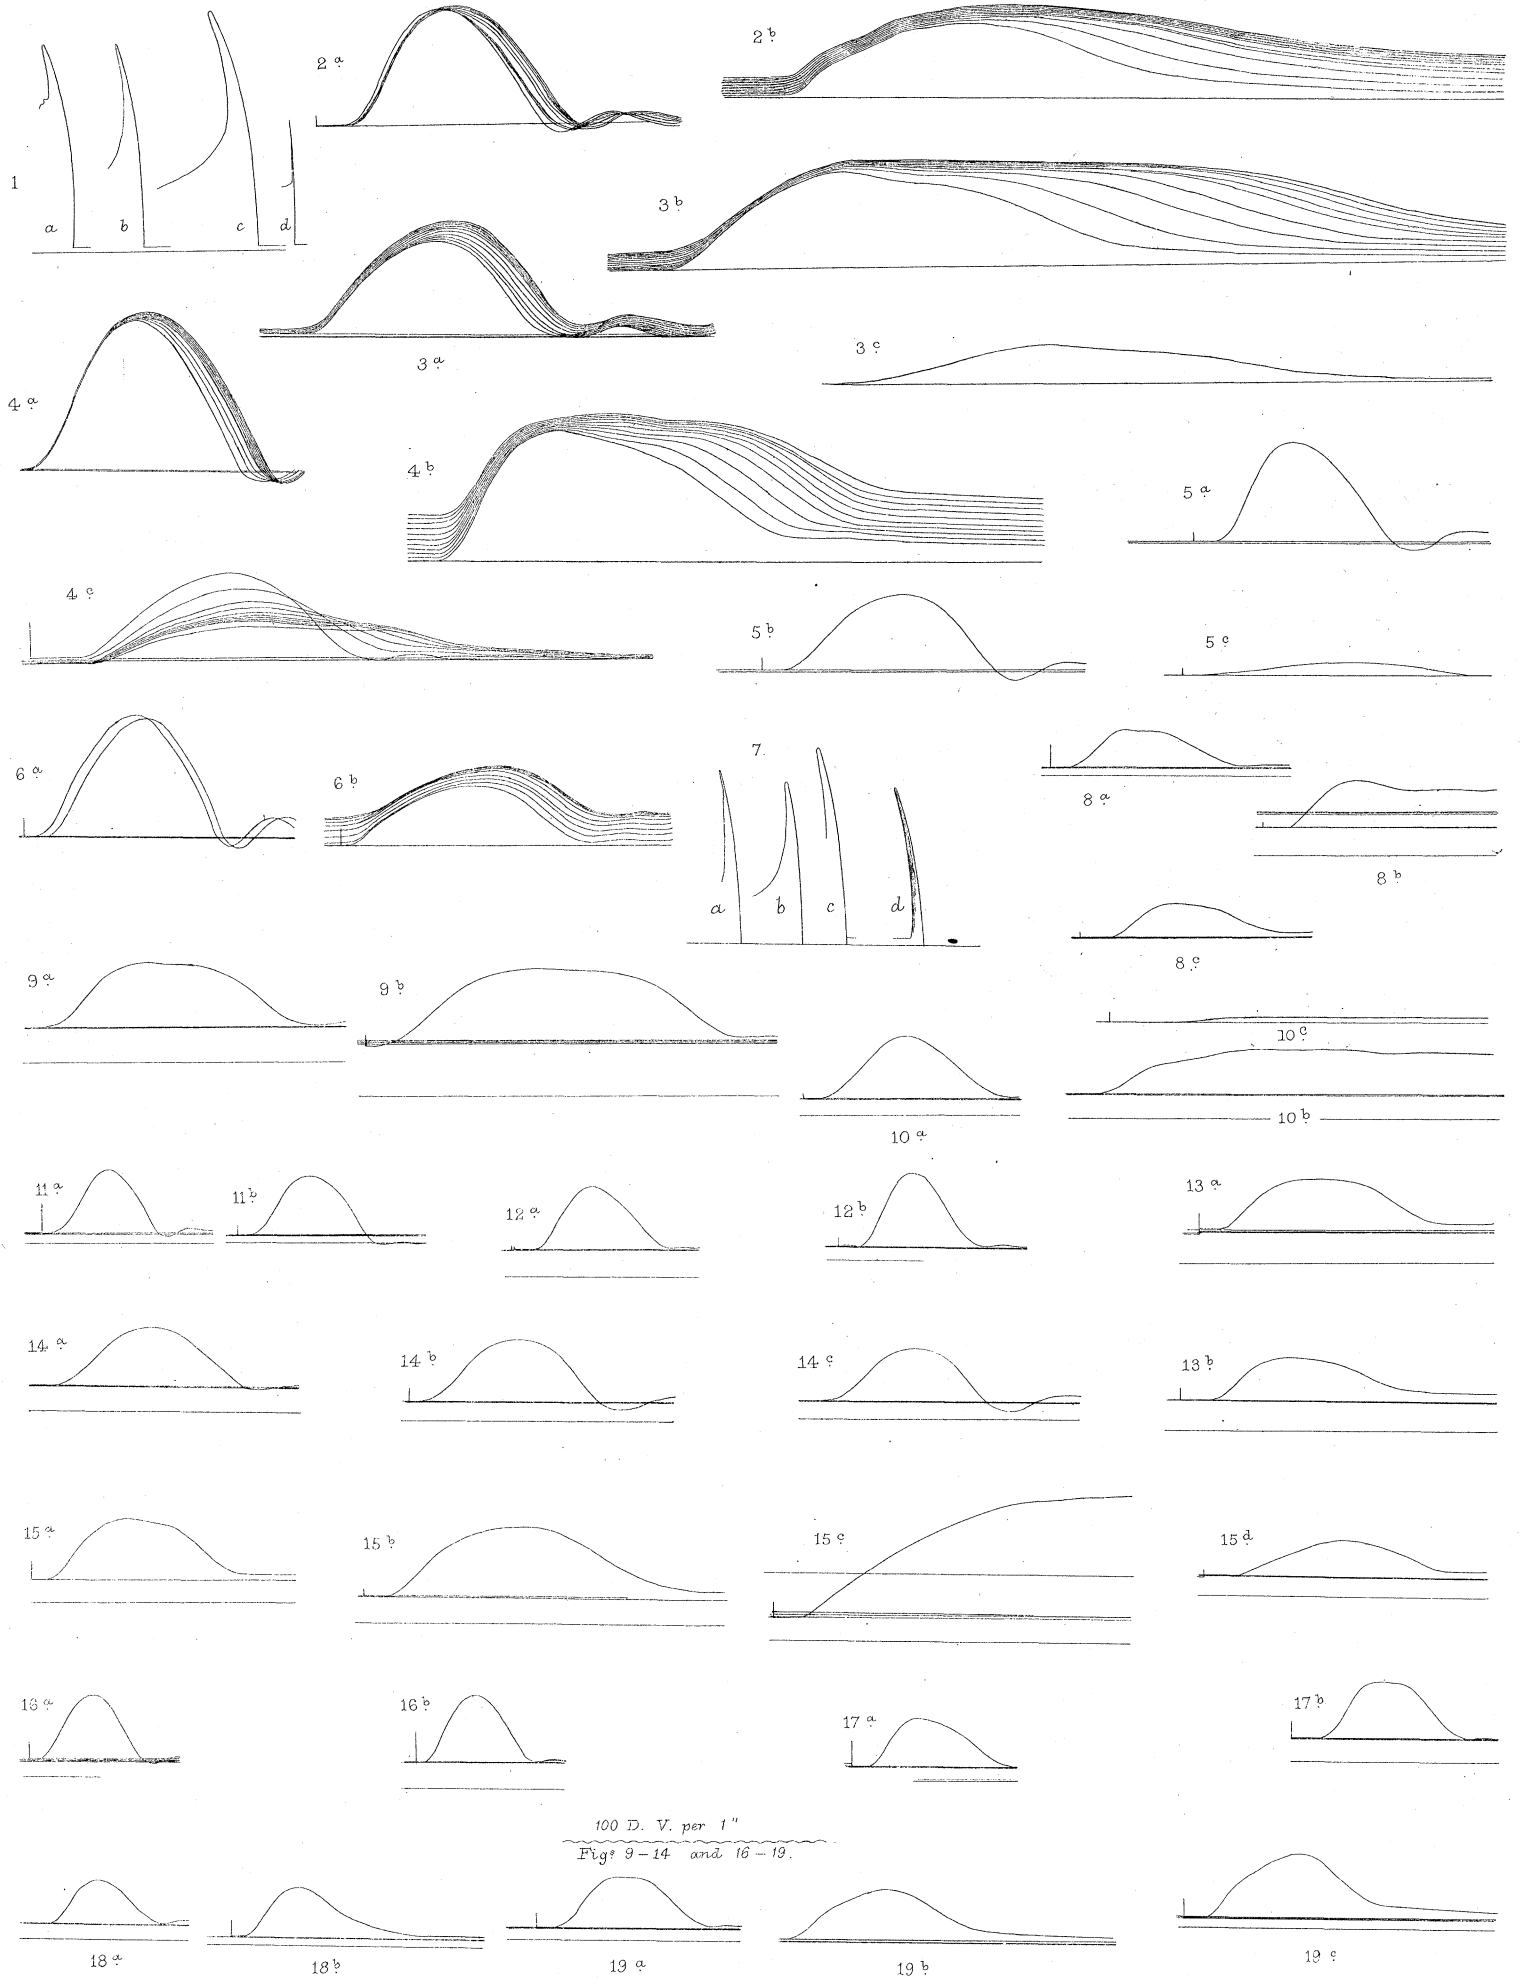 2 a
2 b
1
a b c d
3 b
3 a
3 c
4 a
4 b
5 a
4 c
5 b
5 c
6 a
6 b
7.
8 a
8 b
a b c d
8 c
9 a
9 b
10 c
10 b
10 a
11 a
11 b
12 a
12 b
13 a
14 a
14 b
14 c
13 b
15 a
15 b
15 c
15 d
16 a
16 b
17 a
17 b
100 D. V. per 1"
Figs 9-14 and 16-19.
18 a
18 b
19 a
19 b
19 c